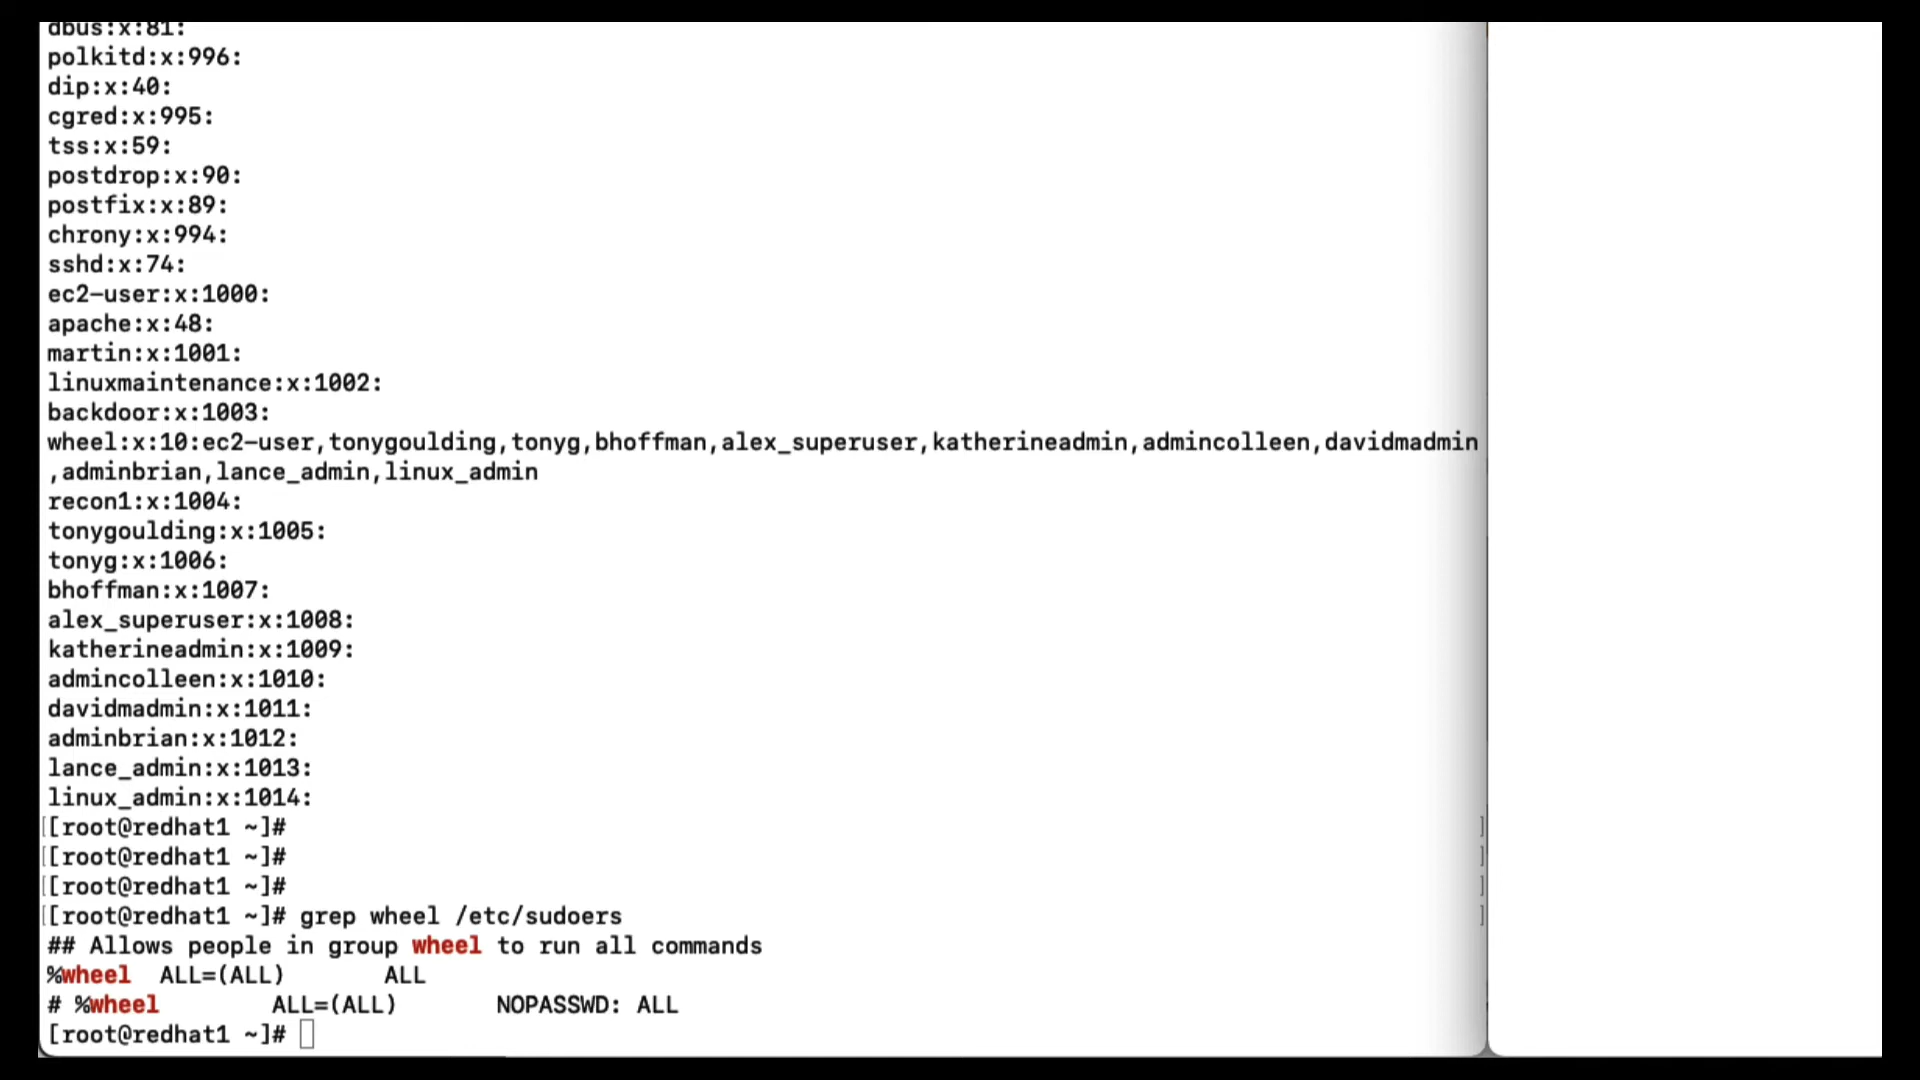 dbus:x:81:
polkitd:x:996:
dip:x:40:
cgred:x:995:
tss:x:59:
postdrop:x:90:
postfix:x:89:
chrony:x:994:
sshd:x:74:
ec2-user:x:1000:
apache:x:48:
martin:x:1001:
linuxmaintenance:x:1002:
backdoor:x:1003:
wheel:x:10:ec2-user,tonygoulding,tonyg,bhoffman,alex_superuser,katherineadmin,admincolleen,davidmadmin
,adminbrian,lance_admin,linux_admin
recon1:x:1004:
tonygoulding:x:1005:
tonyg:x:1006:
bhoffman:x:1007:
alex_superuser:x:1008:
katherineadmin:x:1009:
admincolleen:x:1010:
davidmadmin:x:1011:
adminbrian:x:1012:
lance_admin:x:1013:
linux_admin:x:1014:
[[root@redhat1 ~]# ]
[[root@redhat1 ~]# ]
[[root@redhat1 ~]# ]
[[root@redhat1 ~]# grep wheel /etc/sudoers ]
## Allows people in group wheel to run all commands
%wheel  ALL=(ALL)       ALL
# %wheel        ALL=(ALL)       NOPASSWD: ALL
[root@redhat1 ~]#